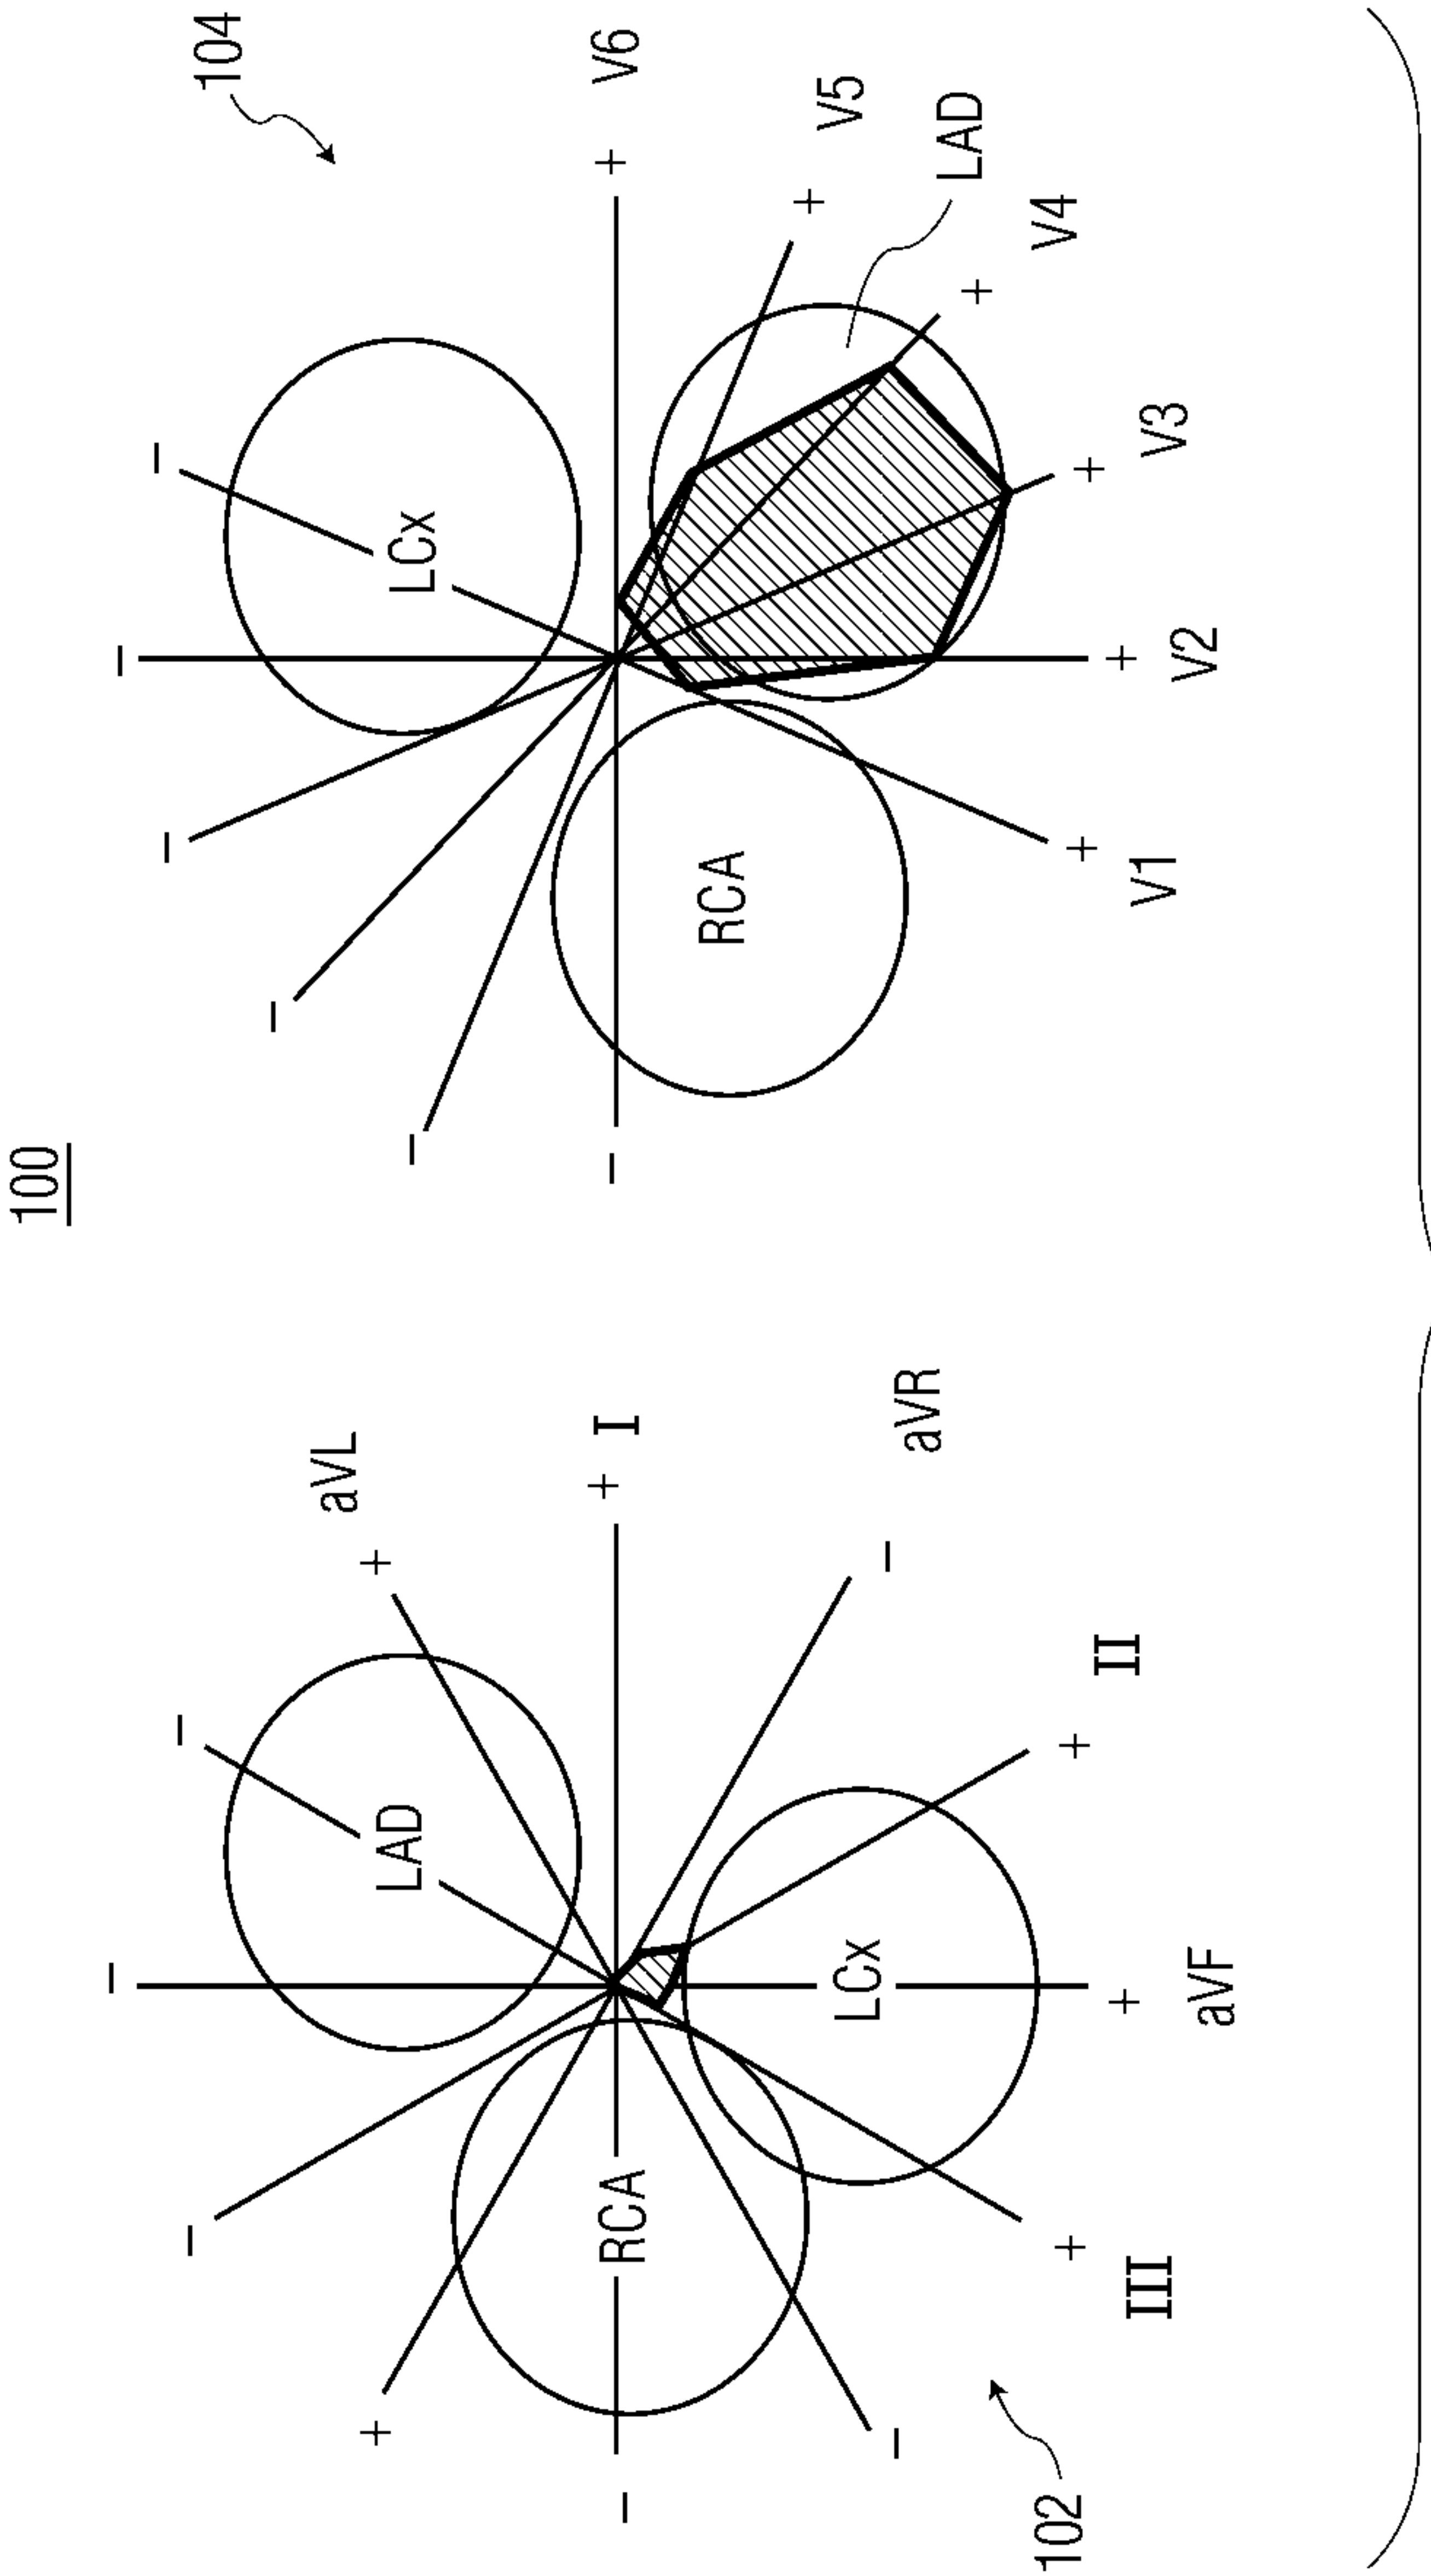 100
102
104
aVL
+
–
–
–
+
I
LAD
aVR
–
+
II
RCA
–
LCx
+
aVF
+
III
–
+
–
–
–
–
–
–
LCx
+
V6
+
V5
LAD
+
V4
RCA
+
V3
+
V2
+
V1